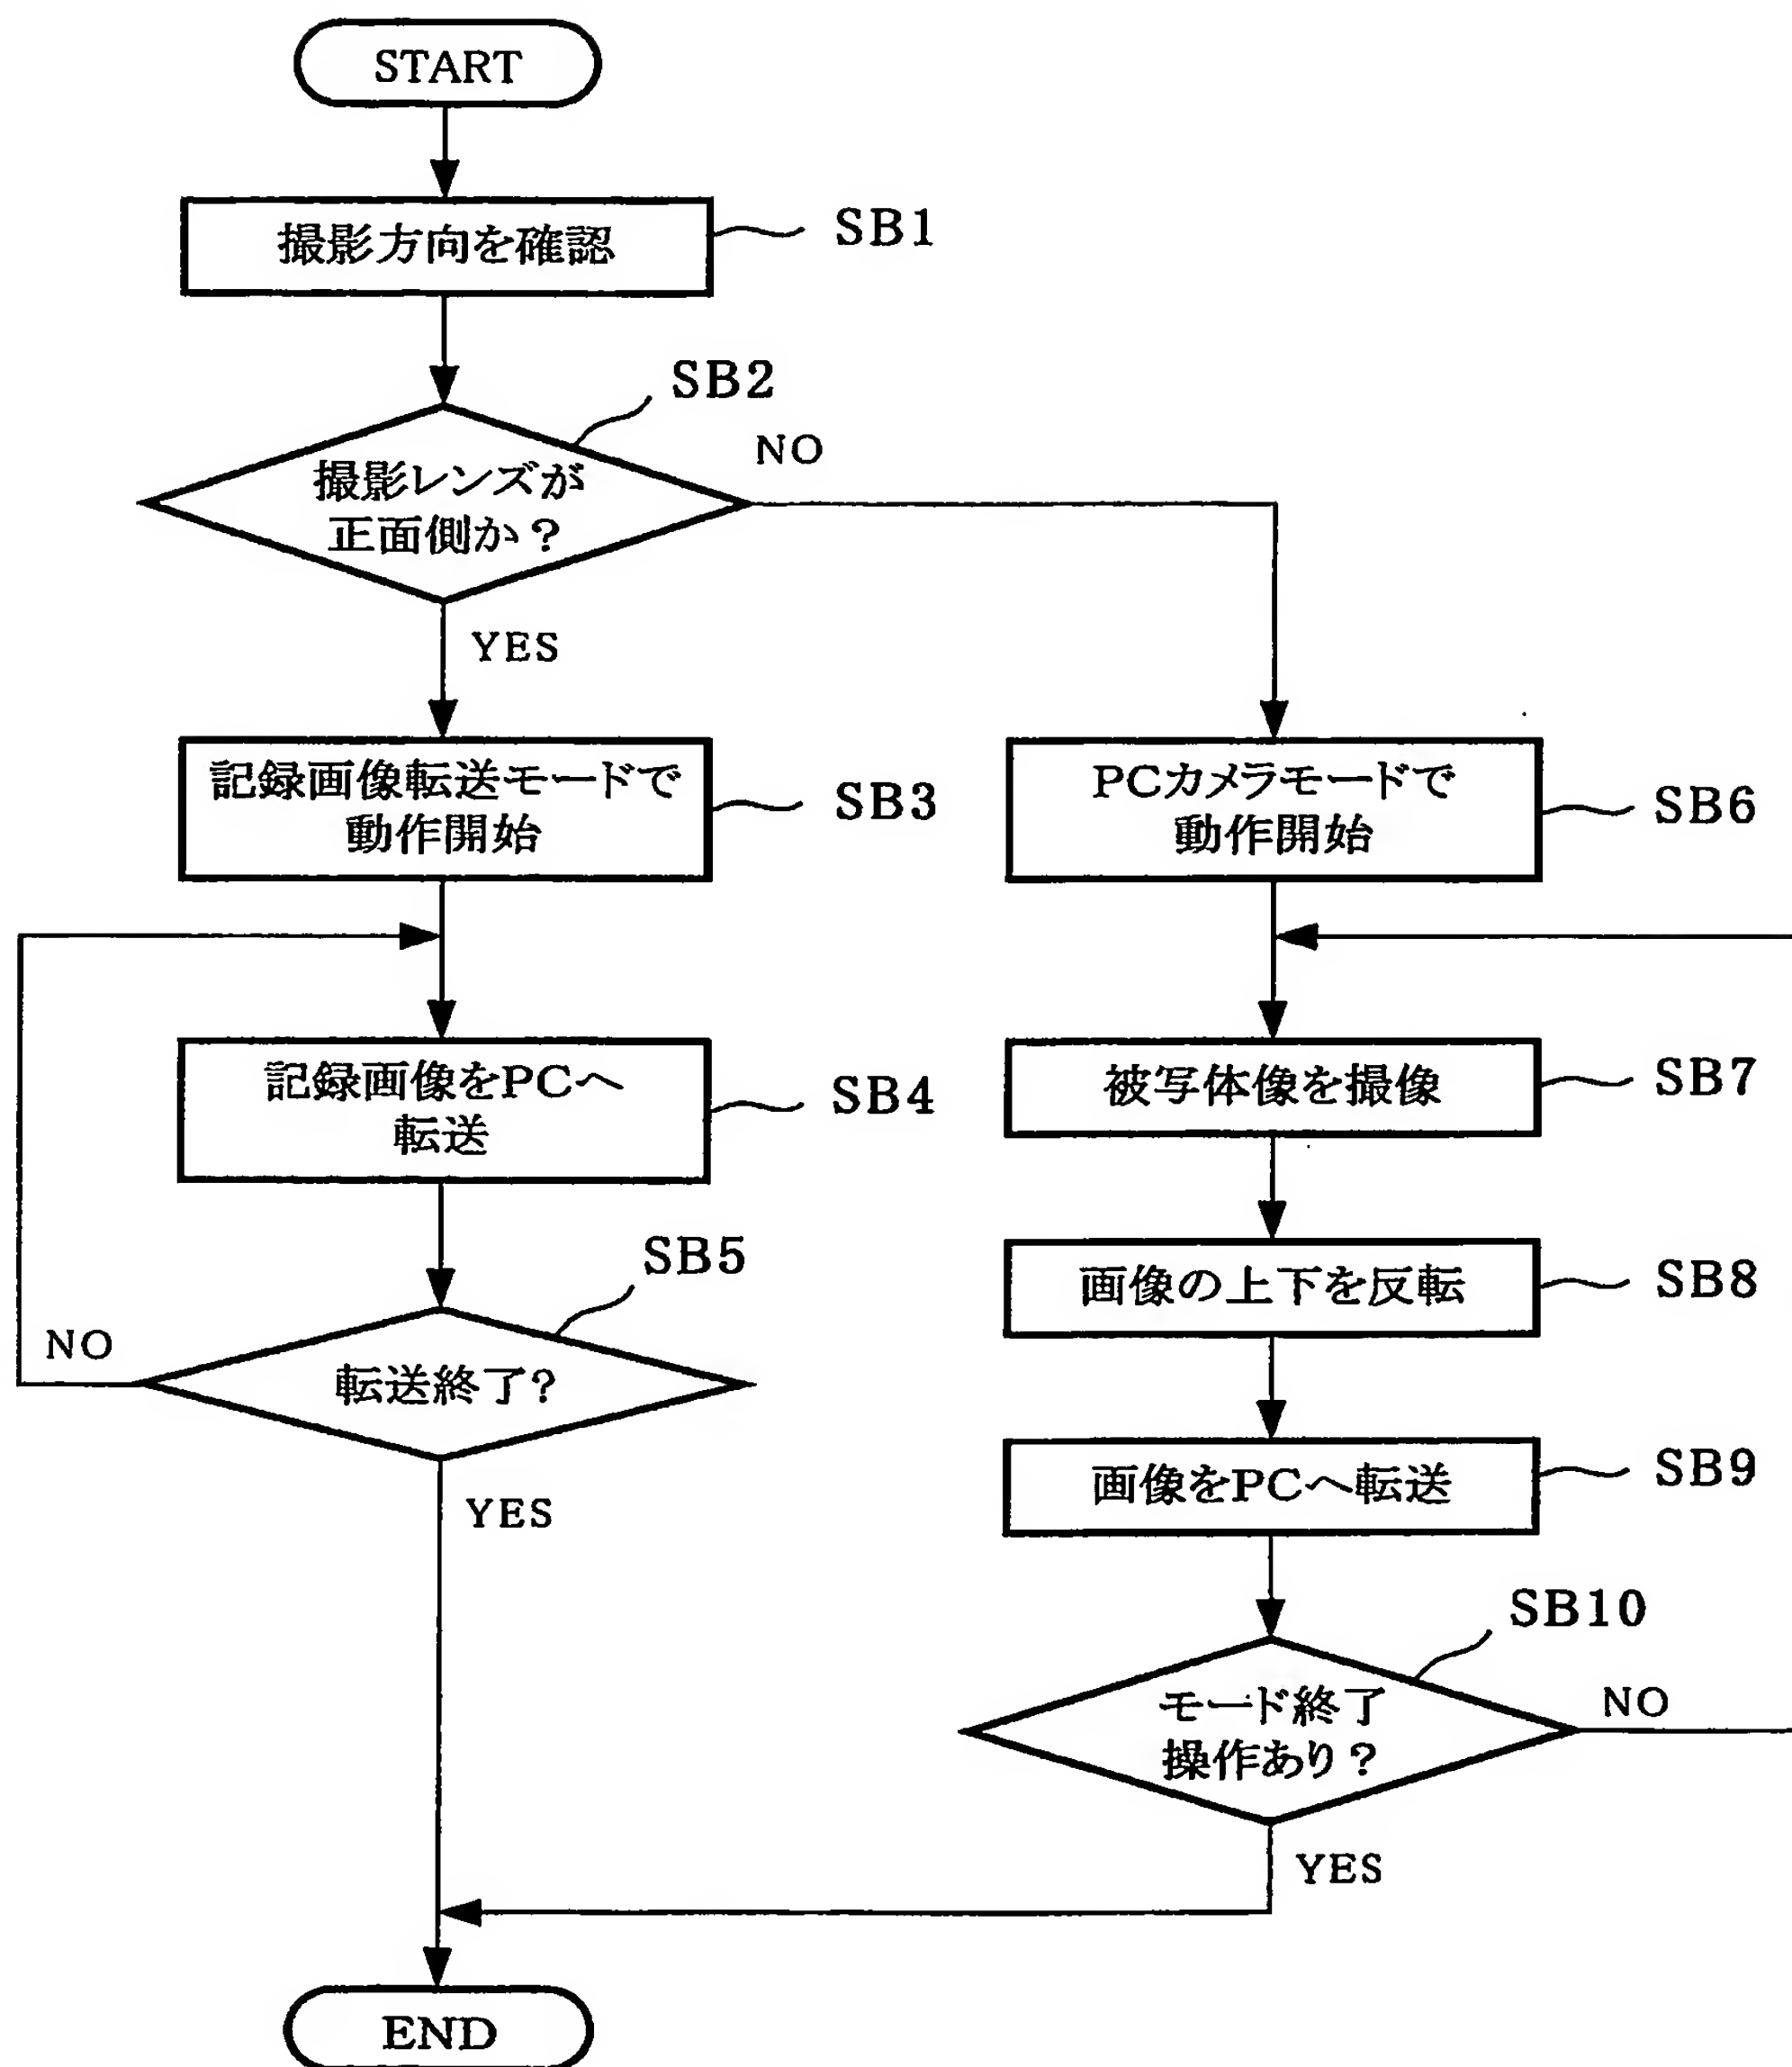 START
撮影方向を確認
SB1
SB2
撮影レンズが
正面側か？
NO
YES
記録画像転送モードで
動作開始
SB3
記録画像をPCへ
転送
SB4
SB5
転送終了？
NO
YES
PCカメラモードで
動作開始
SB6
被写体像を撮像
SB7
画像の上下を反転
SB8
画像をPCへ転送
SB9
SB10
モード終了
操作あり？
NO
YES
END